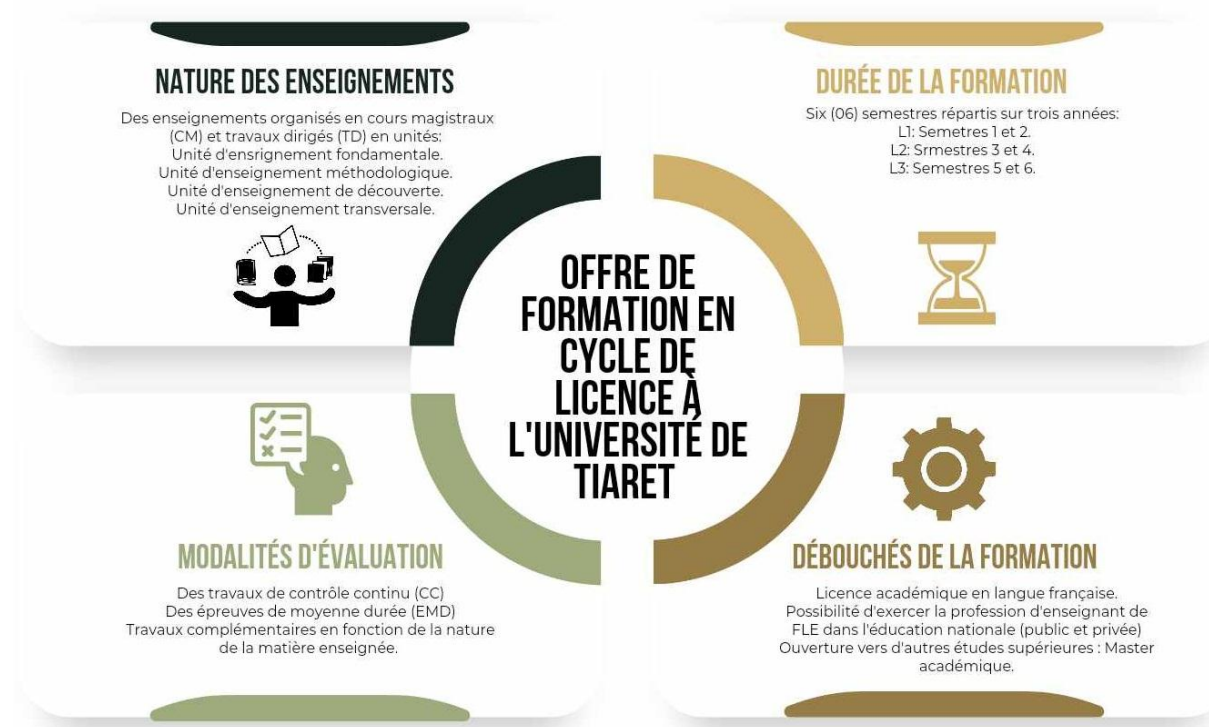 NATURE DES ENSEIGNEMENTS
Des enseignements organisés en cours magistraux
(CM) et travaux dirigés (TD) en unités:
Unité d'ensrignement fondamentale.
Unité d'enseignement méthodologique.
Unité d'enseignement de découverte.
Unité d'enseignement transversale.
DURÉE DE LA FORMATION
Six (06) semestres répartis sur trois années:
L1: Semetres 1 et 2.
L2: Srmestres 3 et 4.
L3: Semestres 5 et 6.
OFFRE DE
FORMATION EN
CYCLE DE
LICENCE À
L'UNIVERSITÉ DE
TIARET
MODALITÉS D'ÉVALUATION
Des travaux de contrôle continu (CC)
Des épreuves de moyenne durée (EMD)
Travaux complémentaires en fonction de la nature
de la matière enseignée.
DÉBOUCHÉS DE LA FORMATION
Licence académique en langue française.
Possibilité d'exercer la profession d'enseignant de
FLE dans l'éducation nationale (public et privée)
Ouverture vers d'autres études supérieures : Master
académique.